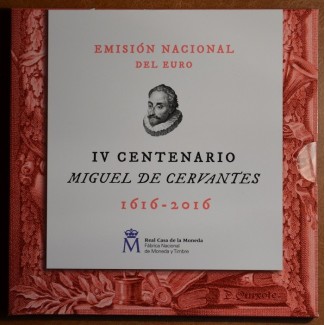 EMISIÓN NACIONAL
DEL EURO
IV CENTENARIO
MIGUEL DE CERVANTES
1616-2016
M
Real Casa de la Moneda
Fábrica Nacional
de Moneda y Timbre